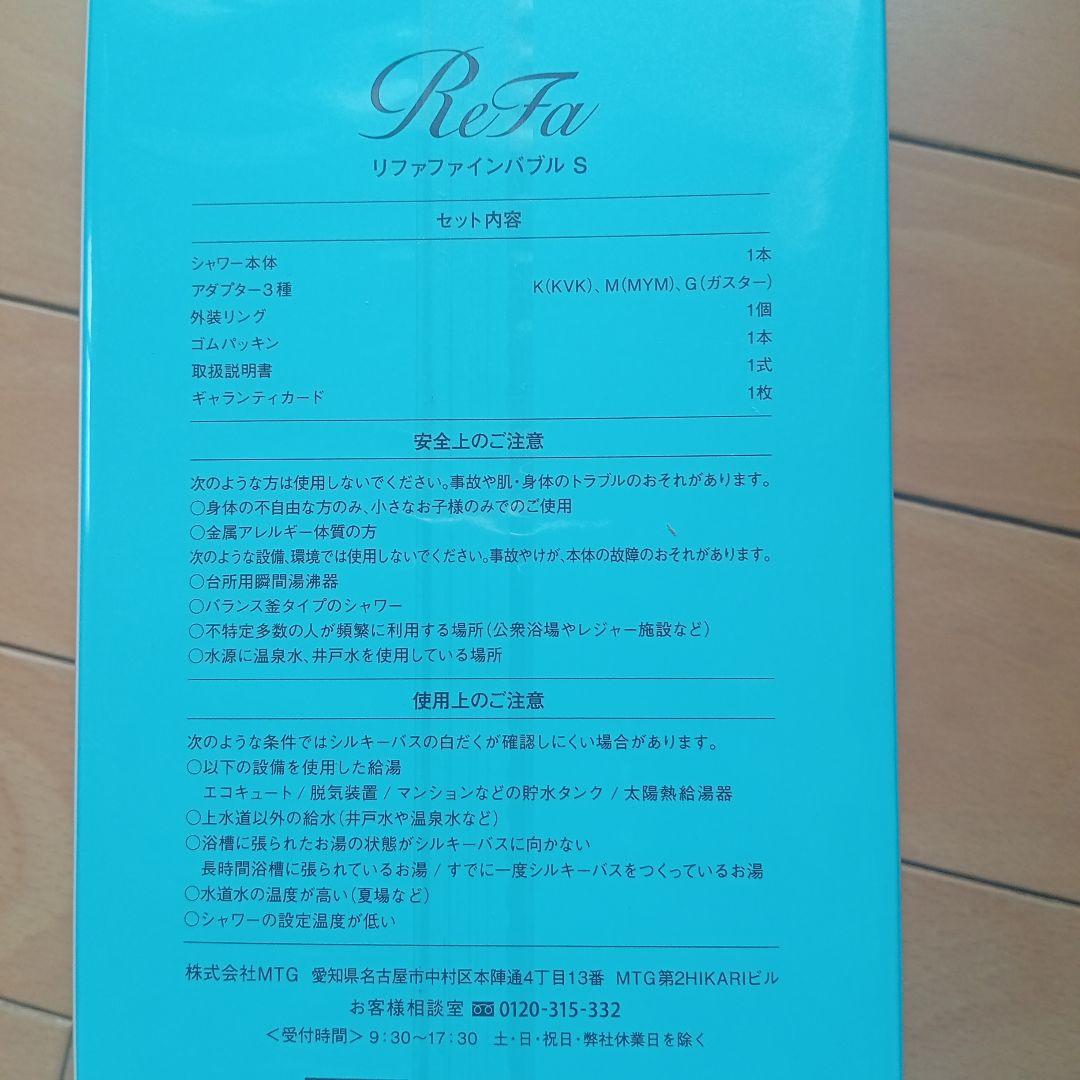 ReFa
リファファインバブル S
セット内容
シャワー本体 1本
アダプター3種 K(KVK)、M(MYM)、G(ガスター)
外装リング 1個
ゴムパッキン 1本
取扱説明書 1式
ギャランティカード 1枚
安全上のご注意
次のような方は使用しないでください。事故や肌・身体のトラブルのおそれがあります。
○身体の不自由な方のみ、小さなお子様のみでのご使用
○金属アレルギー体質の方
次のような設備、環境では使用しないでください。事故やけが、本体の故障のおそれがあります。
○台所用瞬間湯沸器
○バランス釜タイプのシャワー
○不特定多数の人が頻繁に利用する場所(公衆浴場やレジャー施設など)
○水源に温泉水、井戸水を使用している場所
使用上のご注意
次のような条件ではシルキーバスの白だくが確認しにくい場合があります。
○以下の設備を使用した給湯
エコキュート / 脱気装置 / マンションなどの貯水タンク / 太陽熱給湯器
○上水道以外の給水(井戸水や温泉水など)
○浴槽に張られたお湯の状態がシルキーバスに向かない
長時間浴槽に張られているお湯 / すでに一度シルキーバスをつくっているお湯
○水道水の温度が高い(夏場など)
○シャワーの設定温度が低い
株式会社MTG 愛知県名古屋市中村区本陣通4丁目13番 MTG第2HIKARIビル
お客様相談室 0120-315-332
＜受付時間＞9:30〜17:30 土・日・祝日・弊社休業日を除く